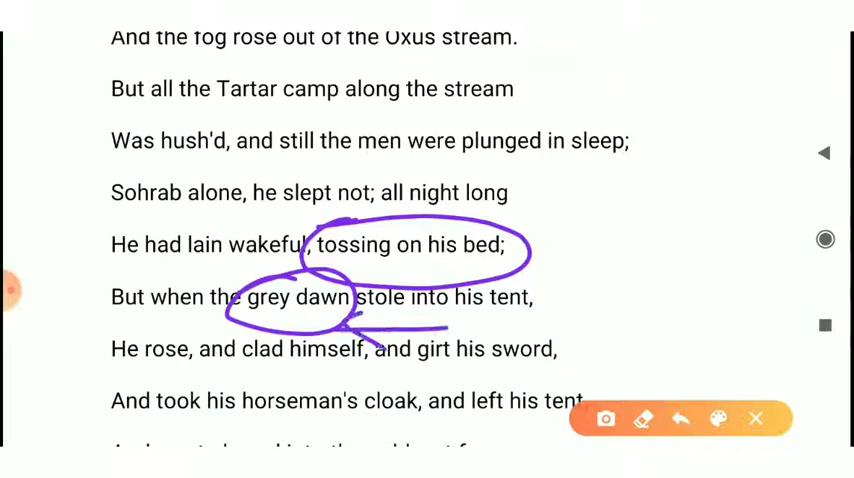 And the fog rose out of the Oxus stream.
But all the Tartar camp along the stream
Was hush'd, and still the men were plunged in sleep;
Sohrab alone, he slept not; all night long
He had lain wakeful, tossing on his bed;
But when the grey dawn stole into his tent,
He rose, and clad himself, and girt his sword,
And took his horseman's cloak, and left his tent,